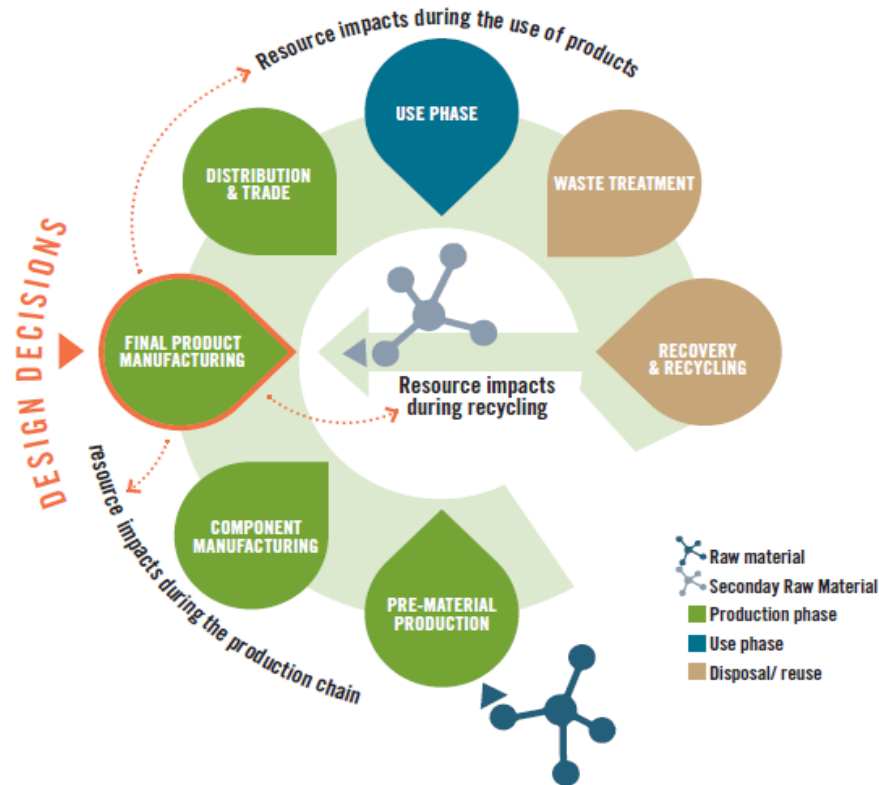 Resource impacts during the use of products
USE PHASE
DISTRIBUTION
& TRADE
WASTE TREATMENT
DESIGN DECISIONS
FINAL PRODUCT
MANUFACTURING
RECOVERY
& RECYCLING
Resource impacts
during recycling
resource impacts during the production chain
COMPONENT
MANUFACTURING
PRE-MATERIAL
PRODUCTION
Raw material
Seconday Raw Material
Production phase
Use phase
Disposal/ reuse